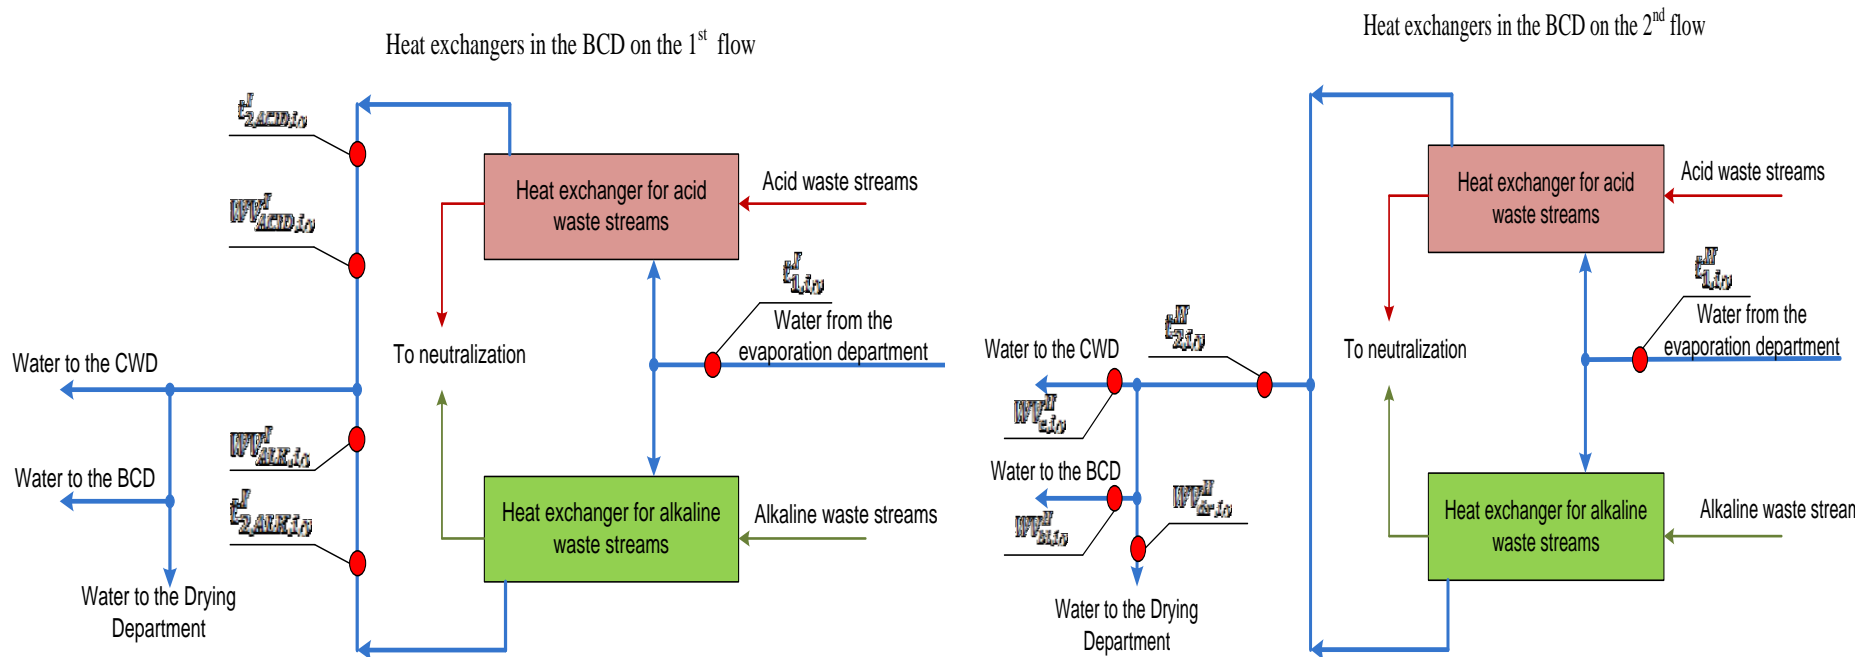 Heat exchangers in the BCD on the 1st flow
Heat exchanger for acid
waste streams
Acid waste streams
Water from the
evaporation department
To neutralization
Water to the CWD
Water to the BCD
Heat exchanger for alkaline
waste streams
Alkaline waste streams
Water to the Drying
Department
Heat exchangers in the BCD on the 2nd flow
Heat exchanger for acid
waste streams
Acid waste streams
Water from the
evaporation department
To neutralization
Water to the CWD
Water to the BCD
Heat exchanger for alkaline
waste streams
Alkaline waste stream
Water to the Drying
Department